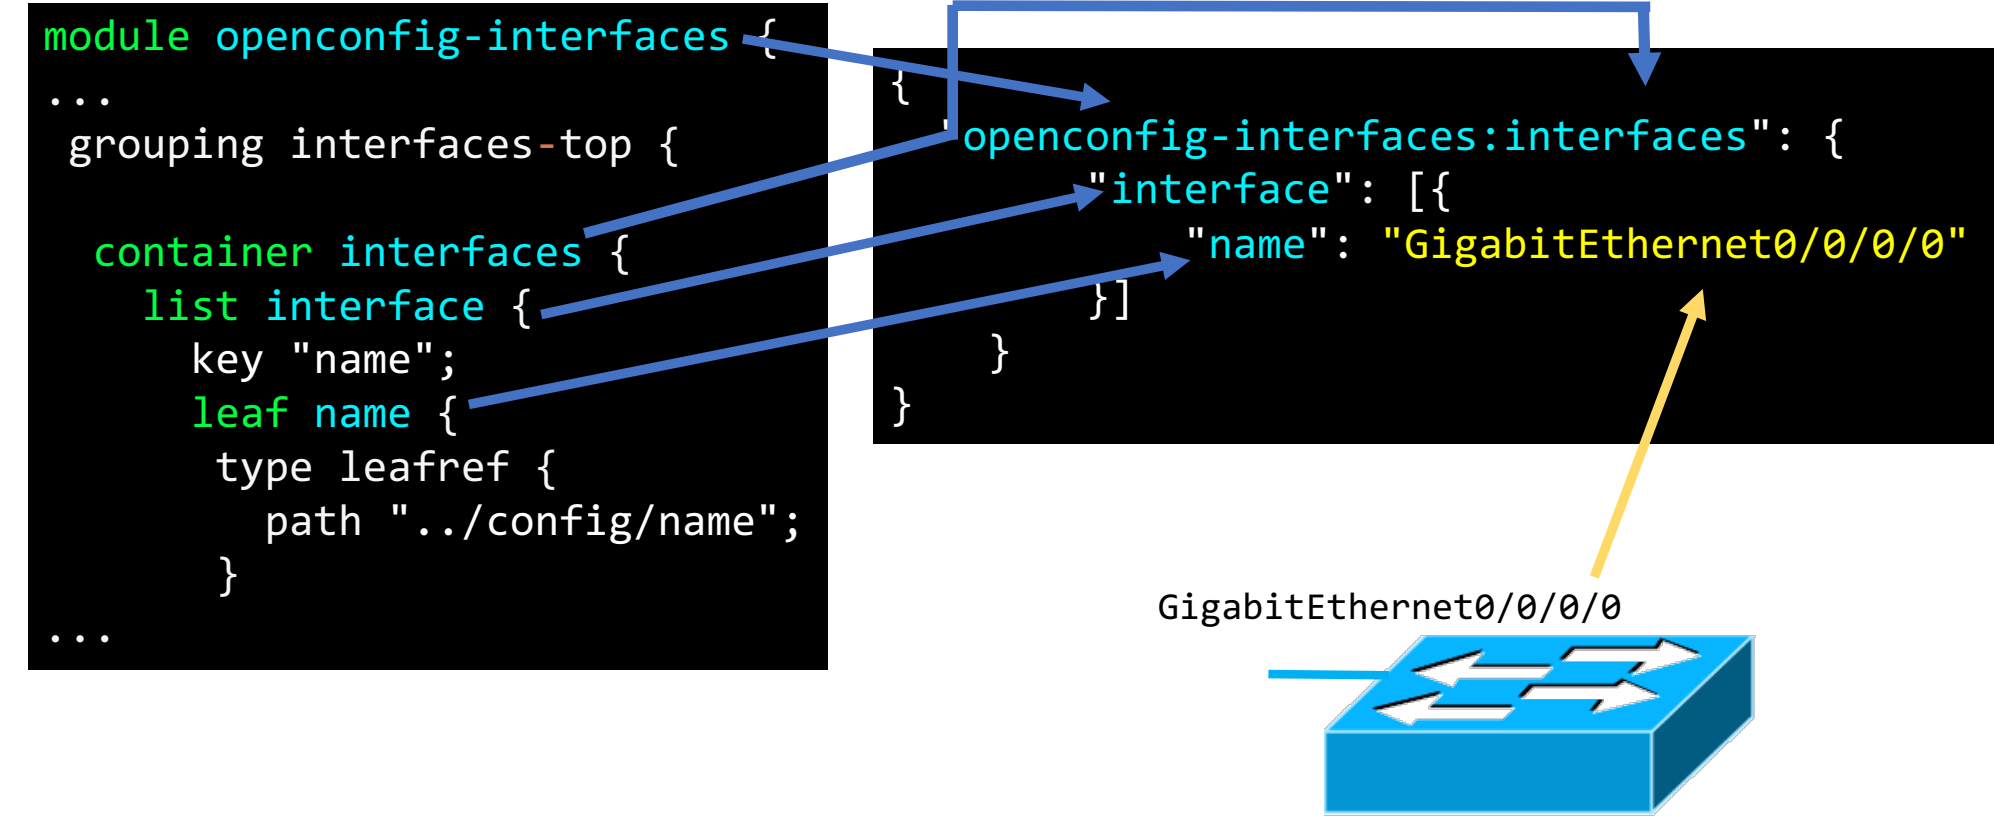 module openconfig-interfaces {
...
grouping interfaces-top {
container interfaces {
list interface {
key "name";
leaf name {
type leafref {
path "../config/name";
}
...
{
"openconfig-interfaces:interfaces": {
"interface": [{
"name": "GigabitEthernet0/0/0/0"
}]
}
}
GigabitEthernet0/0/0/0